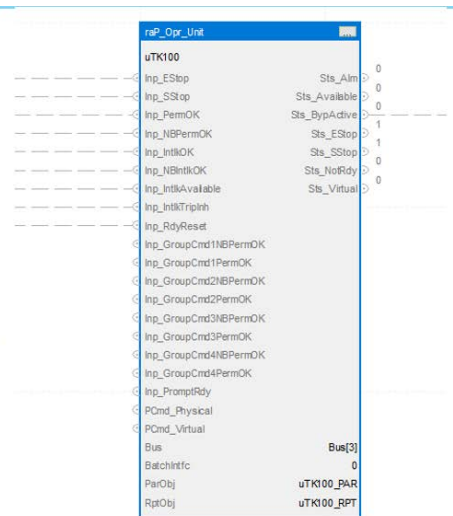 raP_Opr_Unit ...
uTK100
Inp_EStop Sts_Alm 0
Inp_SStop Sts_Available 0
Inp_PermOK Sts_BypActive 0
Inp_NBPermOK Sts_EStop 1
Inp_IntlkOK Sts_SStop 1
Inp_NBIntlkOK Sts_NotRdy 0
Inp_IntlkAvailable Sts_Virtual 0
Inp_IntlkTripInh
Inp_RdyReset
Inp_GroupCmd1NBPermOK
Inp_GroupCmd1PermOK
Inp_GroupCmd2NBPermOK
Inp_GroupCmd2PermOK
Inp_GroupCmd3NBPermOK
Inp_GroupCmd3PermOK
Inp_GroupCmd4NBPermOK
Inp_GroupCmd4PermOK
Inp_PromptRdy
PCmd_Physical
PCmd_Virtual
Bus Bus[3]
BatchIntfc 0
ParObj uTK100_PAR
RptObj uTK100_RPT